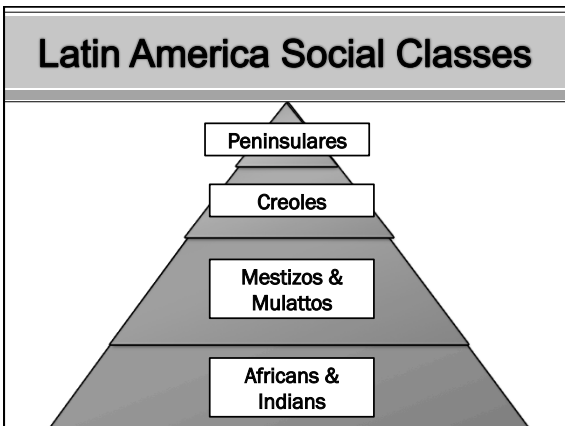 Latin America Social Classes
Peninsulares
Creoles
Mestizos &
Mulattos
Africans &
Indians